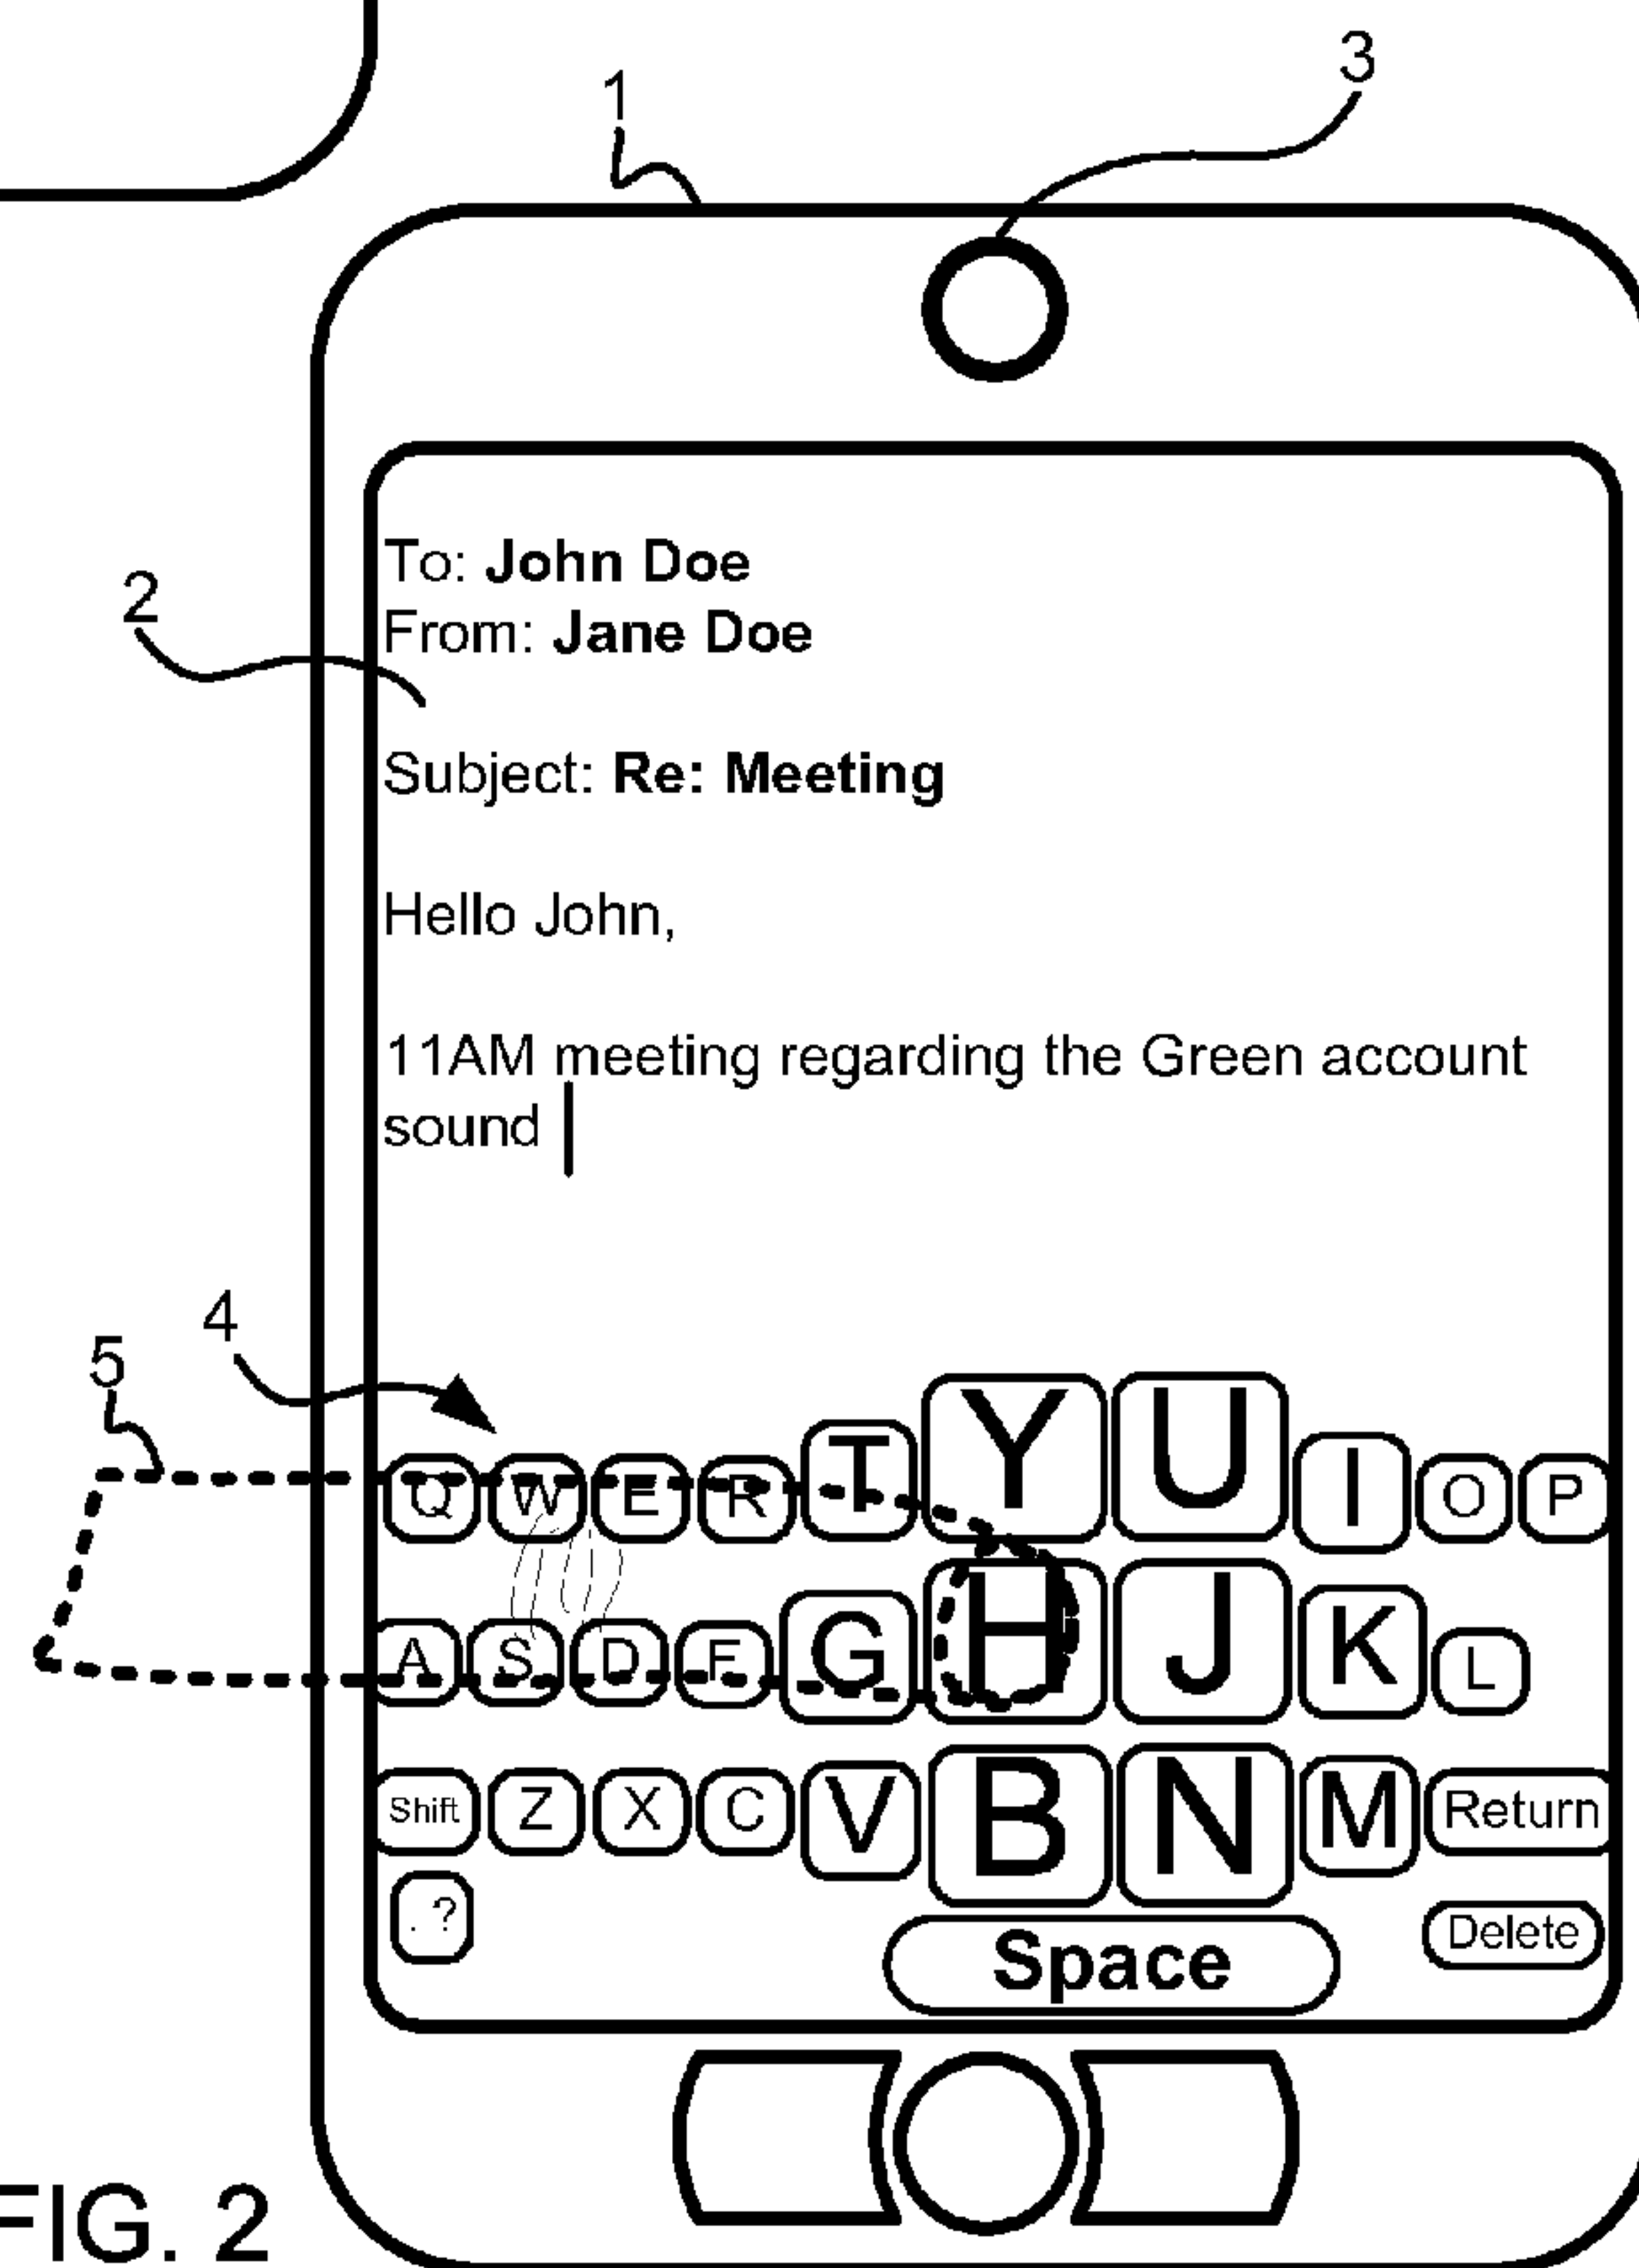 1
3
To: John Doe
2
From: Jane Doe
Subject: Re: Meeting
Hello John,
11AM meeting regarding the Green account
sound
4
5
Q W E R T Y U I O P
A S D F G H J K L
Shift Z X C V B N M Return
. ? Space Delete
FIG. 2